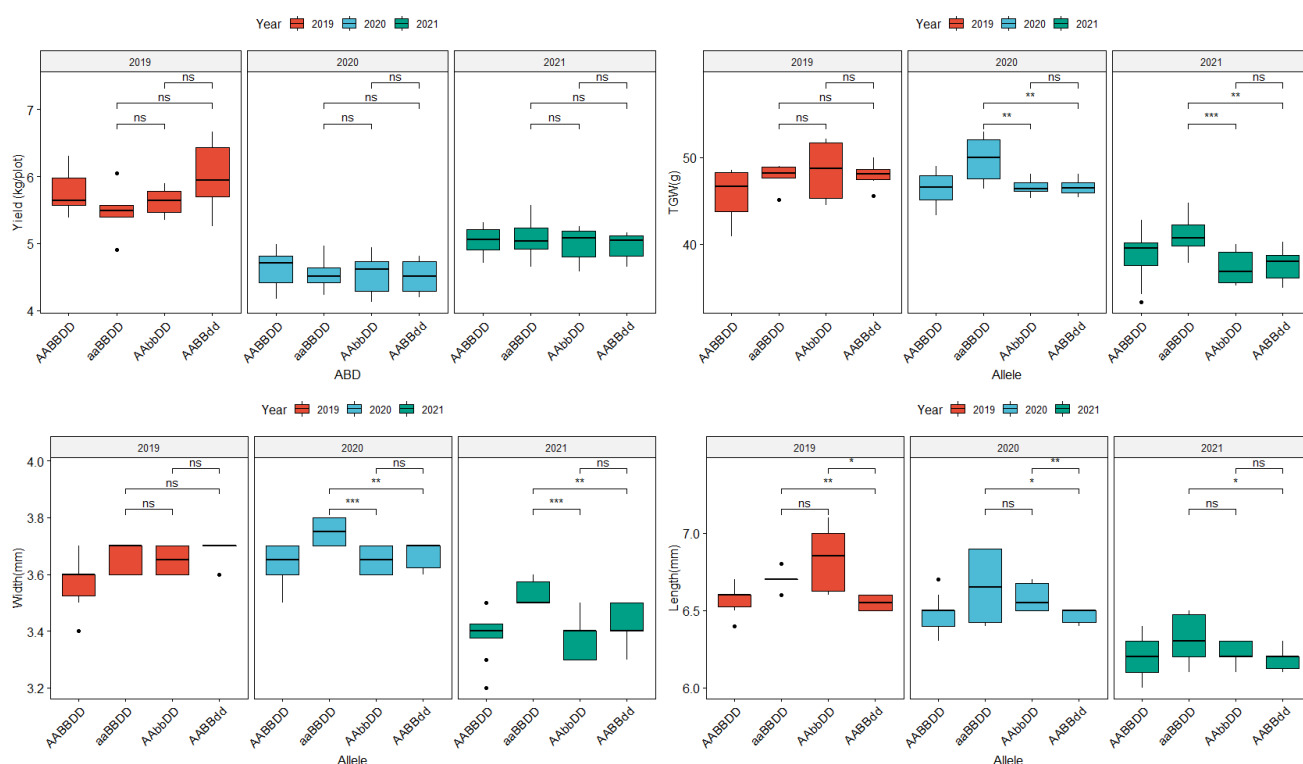 Year 2019 2020 2021
2019 2020 2021
Yield (kg/plot)
7
6
5
4
ns
ns
ns
ns
ns
ns
ns
ns
ns
AABBDD aaBBDD AAbbDD AABBdd AABBDD aaBBDD AAbbDD AABBdd AABBDD aaBBDD AAbbDD AABBdd
ABD
Year 2019 2020 2021
2019 2020 2021
TGW(g)
50
40
ns
ns
ns
ns
**
**
ns
**
***
AABBDD aaBBDD AAbbDD AABBdd AABBDD aaBBDD AAbbDD AABBdd AABBDD aaBBDD AAbbDD AABBdd
Allele
Year 2019 2020 2021
2019 2020 2021
Width(mm)
4.0
3.8
3.6
3.4
3.2
ns
ns
ns
ns
**
***
ns
**
***
AABBDD aaBBDD AAbbDD AABBdd AABBDD aaBBDD AAbbDD AABBdd AABBDD aaBBDD AAbbDD AABBdd
Allele
Year 2019 2020 2021
2019 2020 2021
Length(mm)
7.0
6.5
6.0
*
**
ns
**
*
ns
ns
*
ns
AABBDD aaBBDD AAbbDD AABBdd AABBDD aaBBDD AAbbDD AABBdd AABBDD aaBBDD AAbbDD AABBdd
Allele